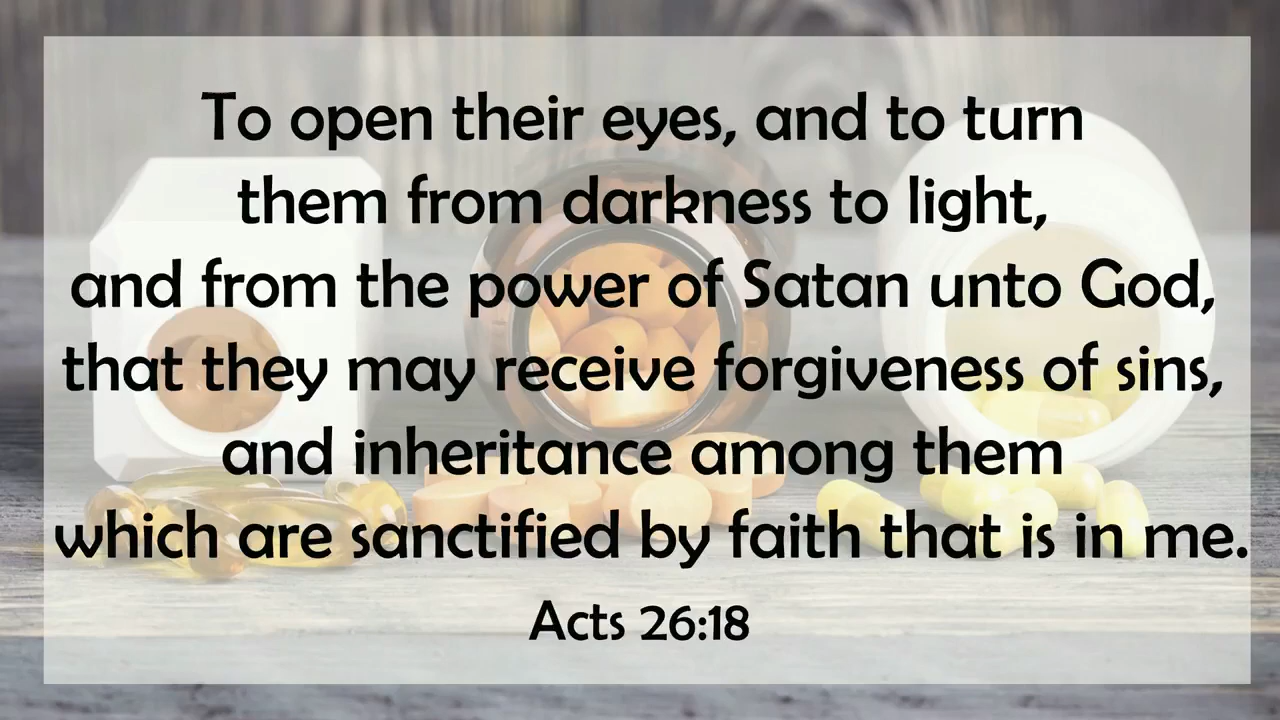 To open their eyes, and to turn
them from darkness to light,
and from the power of Satan unto God,
that they may receive forgiveness of sins,
and inheritance among them
which are sanctified by faith that is in me.
Acts 26:18